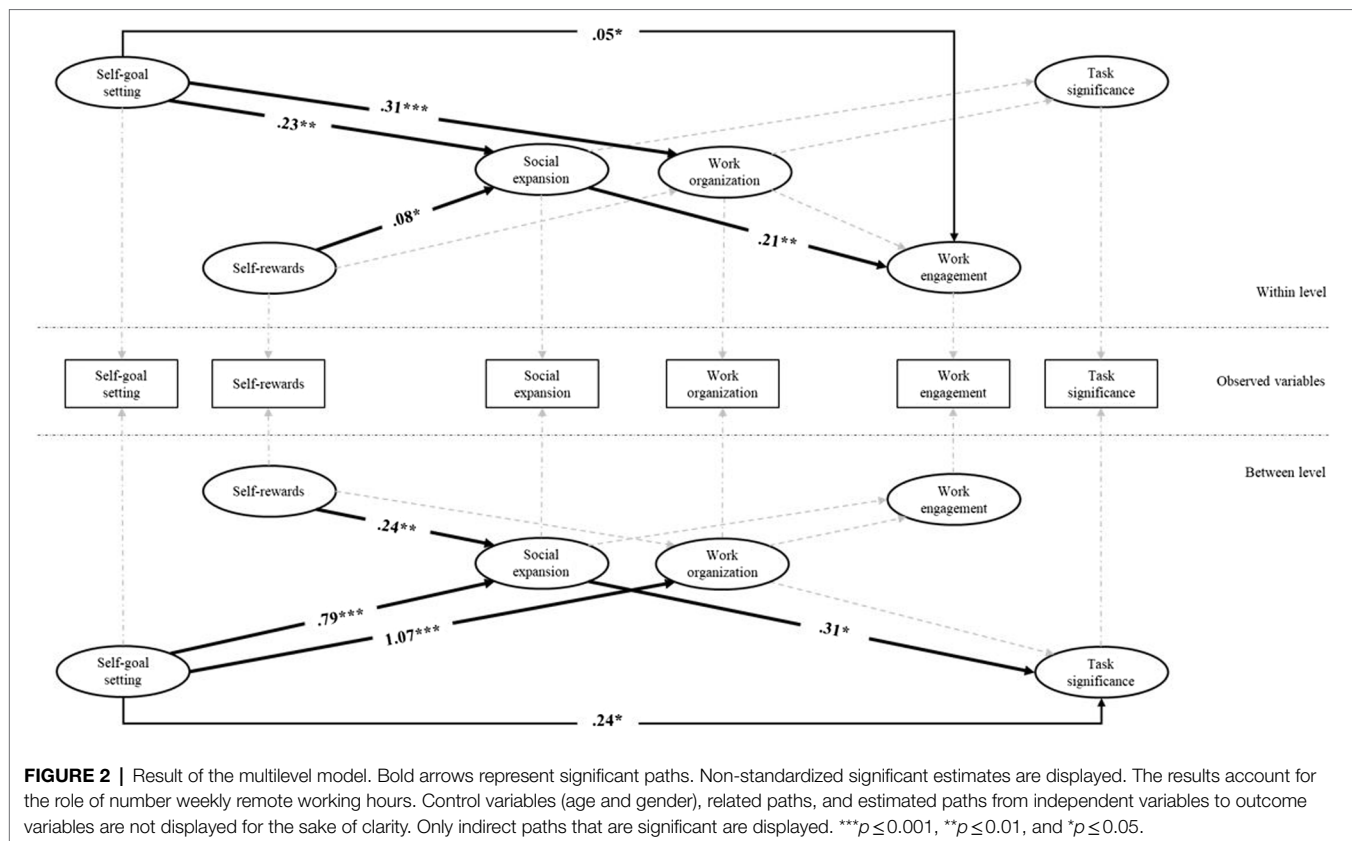 .05*
Self-goal
setting
Task
significance
.31***
.23**
Social
expansion
Work
organization
.08*
.21**
Self-rewards
Work
engagement
Within level
Self-goal
setting
Self-rewards
Social
expansion
Work
organization
Work
engagement
Task
significance
Observed variables
Between level
Self-rewards
Work
engagement
.24**
Social
expansion
Work
organization
.79***
1.07***
.31*
Self-goal
setting
Task
significance
.24*
FIGURE 2 | Result of the multilevel model. Bold arrows represent significant paths. Non-standardized significant estimates are displayed. The results account for
the role of number weekly remote working hours. Control variables (age and gender), related paths, and estimated paths from independent variables to outcome
variables are not displayed for the sake of clarity. Only indirect paths that are significant are displayed. ***p ≤ 0.001, **p ≤ 0.01, and *p ≤ 0.05.